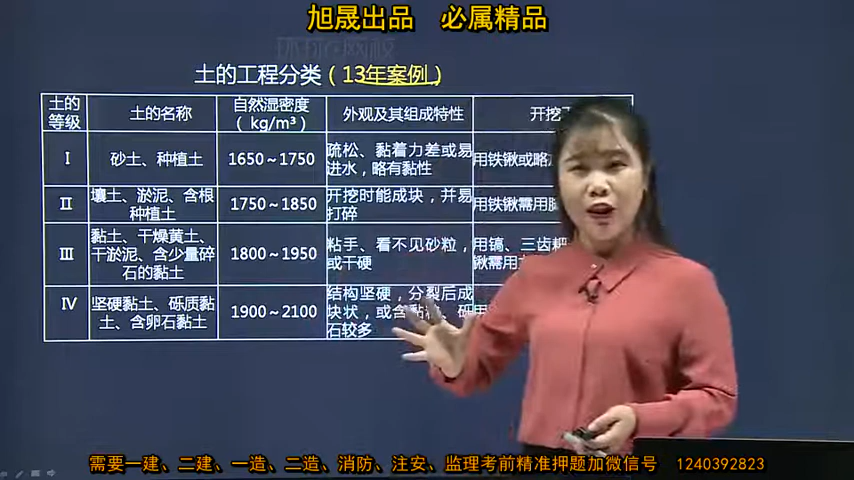 旭晟出品 必属精品
土的工程分类（13年案例）
土的等级 土的名称 自然湿密度（kg/m³） 外观及其组成特性 开挖
Ⅰ 砂土、种植土 1650～1750 疏松、黏着力差或易进水，略有黏性 用铁锹或略
Ⅱ 壤土、淤泥、含根种植土 1750～1850 开挖时能成块，并易打碎 用铁锹需用
Ⅲ 黏土、干燥黄土、干淤泥、含少量碎石的黏土 1800～1950 粘手、看不见砂粒，或干硬 用镐、三齿耙 锹需用
Ⅳ 坚硬黏土、砾质黏土、含卵石黏土 1900～2100 结构坚硬，分裂后成块状，或含黏粒、砾石较多
需要一建、二建、一造、二造、消防、注安、监理考前精准押题加微信号 1240392823